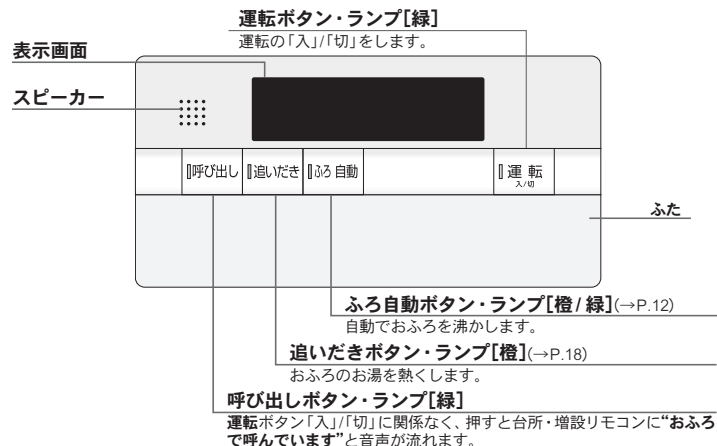 運転ボタン・ランプ[緑]
運転の「入」/「切」をします。
表示画面
スピーカー
呼び出し
追いだき
ふろ 自動
運 転
入/切
ふた
ふろ自動ボタン・ランプ[橙/緑](→P.12)
自動でおふろを沸かします。
追いだきボタン・ランプ[橙](→P.18)
おふろのお湯を熱くします。
呼び出しボタン・ランプ[緑]
運転ボタン「入」/「切」に関係なく、押すと台所・増設リモコンに“おふろ
で呼んでいます”と音声が流れます。